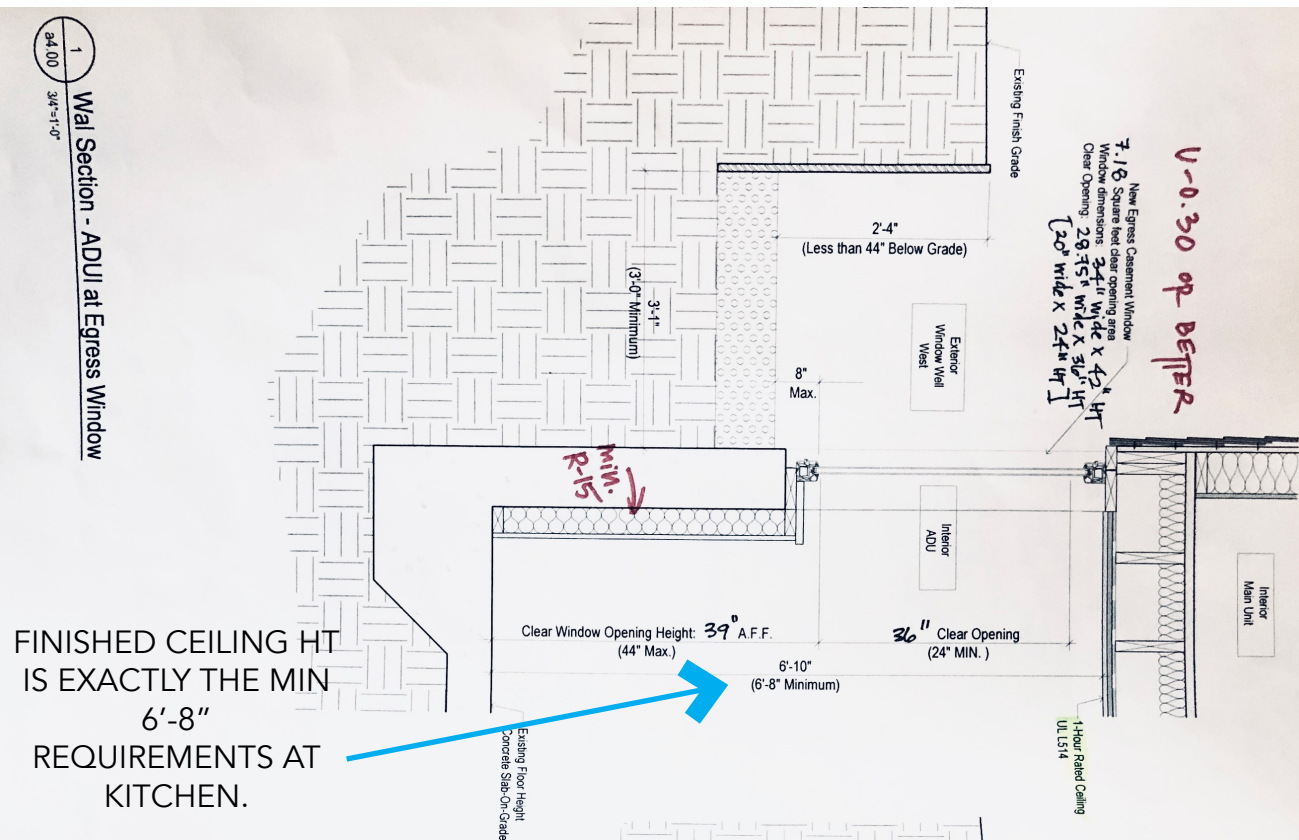 1
a4.00
3/4"=1'-0"
Wal Section - ADUI at Egress Window
Existing Finish Grade
2'-4"
(Less than 44" Below Grade)
3'-1"
(3'-0" Minimum)
8"
Max.
Exterior
Window Well
West
U-0.30 OR BETTER
New Egress Casement Window
7.18 Square feet clear opening area
Window dimensions: 34" wide x 42" HT
Clear Opening: 28.75" wide x 36" HT
[20" wide x 24" HT]
MIN.
R-15
Interior
ADU
Interior
Main Unit
Clear Window Opening Height: 39" A.F.F.
(44" Max.)
36" Clear Opening
(24" MIN. )
6'-10"
(6'-8" Minimum)
Existing Floor Height
Concrete Slab-On-Grade
1-Hour Rated Ceiling
UL L514
FINISHED CEILING HT
IS EXACTLY THE MIN
6'-8"
REQUIREMENTS AT
KITCHEN.